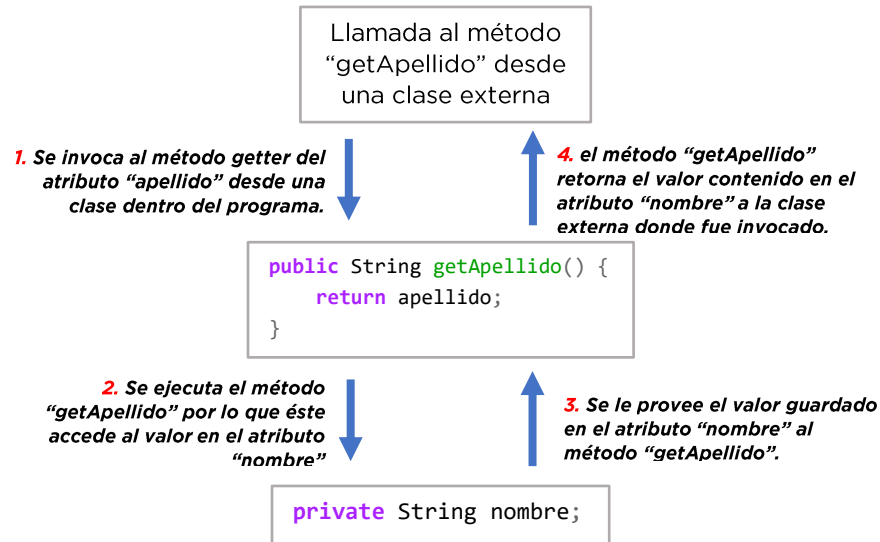 Llamada al método
“getApellido” desde
una clase externa
1. Se invoca al método getter del
atributo “apellido” desde una
clase dentro del programa.
4. el método “getApellido”
retorna el valor contenido en el
atributo “nombre” a la clase
externa donde fue invocado.
public String getApellido() {
return apellido;
}
2. Se ejecuta el método
“getApellido” por lo que éste
accede al valor en el atributo
“nombre”
3. Se le provee el valor guardado
en el atributo “nombre” al
método “getApellido”.
private String nombre;